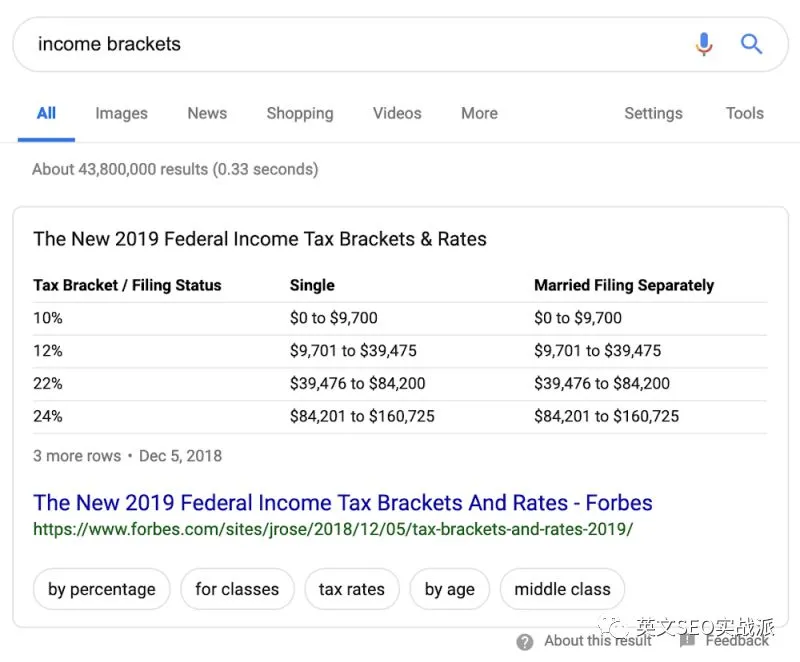 income brackets
All Images News Shopping Videos More Settings Tools
About 43,800,000 results (0.33 seconds)
The New 2019 Federal Income Tax Brackets & Rates
Tax Bracket / Filing Status Single Married Filing Separately
10% $0 to $9,700 $0 to $9,700
12% $9,701 to $39,475 $9,701 to $39,475
22% $39,476 to $84,200 $39,476 to $84,200
24% $84,201 to $160,725 $84,201 to $160,725
3 more rows • Dec 5, 2018
The New 2019 Federal Income Tax Brackets And Rates - Forbes
https://www.forbes.com/sites/jrose/2018/12/05/tax-brackets-and-rates-2019/
by percentage for classes tax rates by age middle class
英文SEO实战派
About this result Feedback